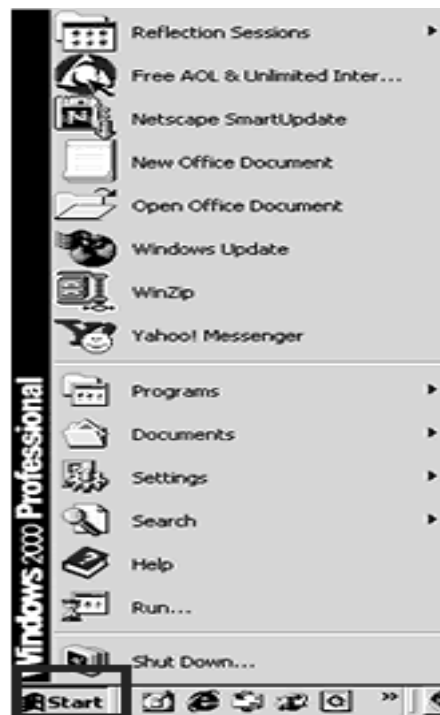 Reflection Sessions
Free AOL & Unlimited Inter...
Netscape SmartUpdate
New Office Document
Open Office Document
Windows Update
WinZip
Yahoo! Messenger
Programs
Documents
Settings
Search
Help
Run...
Shut Down...
Windows 2000 Professional
Start